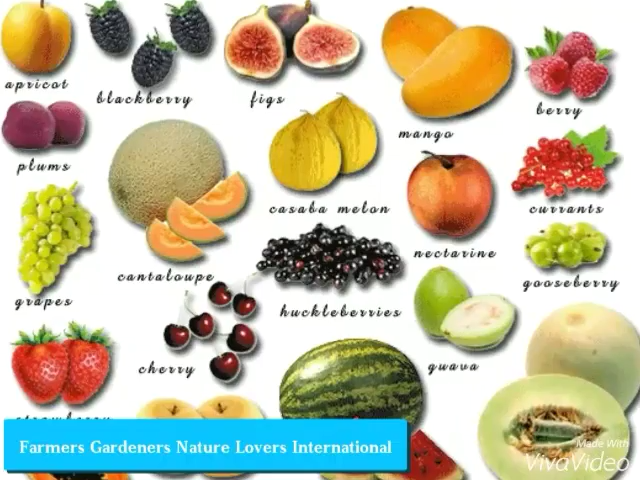 apricot
blackberry
figs
mango
berry
plums
casaba melon
currants
nectarine
cantaloupe
gooseberry
grapes
huckleberries
cherry
guava
strawberry
Farmers Gardeners Nature Lovers International
Made With
VivaVideo